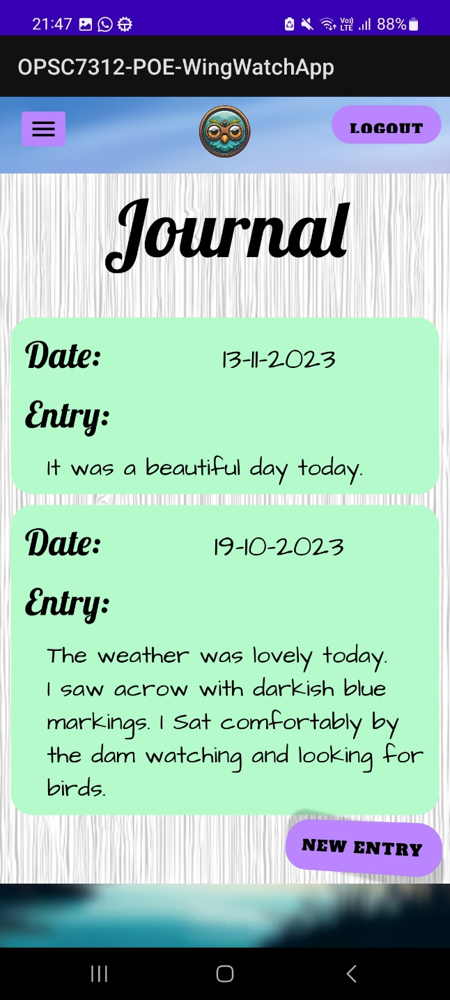 21:47 Vo)) LTE 88%
OPSC7312-POE-WingWatchApp
LOGOUT
Journal
Date: 13-11-2023
Entry:
It was a beautiful day today.
Date: 19-10-2023
Entry:
The weather was lovely today.
I saw acrow with darkish blue
markings. I Sat comfortably by
the dam watching and looking for
birds.
NEW ENTRY